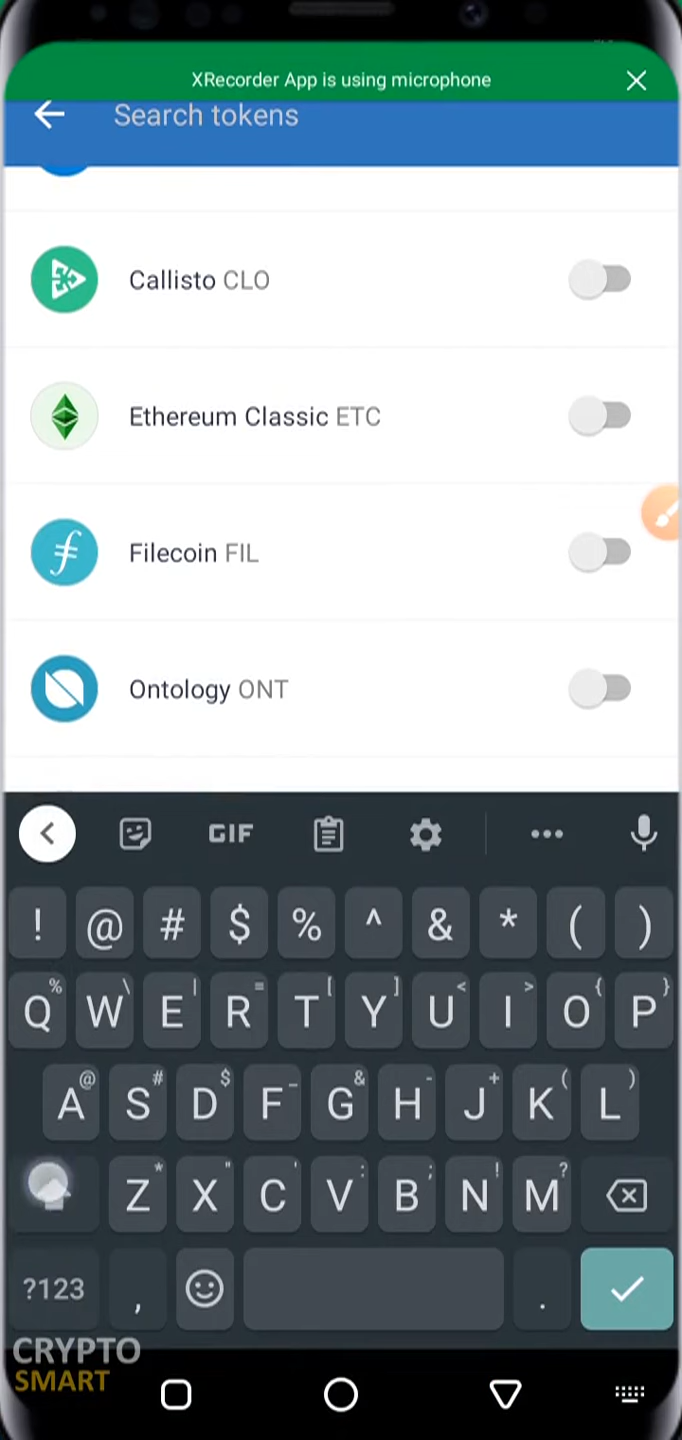 XRecorder App is using microphone
Search tokens
Callisto CLO
Ethereum Classic ETC
Filecoin FIL
Ontology ONT
GIF
! @ # $ % ^ & * ( )
% \ | = [ ] < > { }
Q W E R T Y U I O P
@ # $ _ & - + ( )
A S D F G H J K L
* " ' : ; ! ?
Z X C V B N M
?123 , .
CRYPTO
SMART